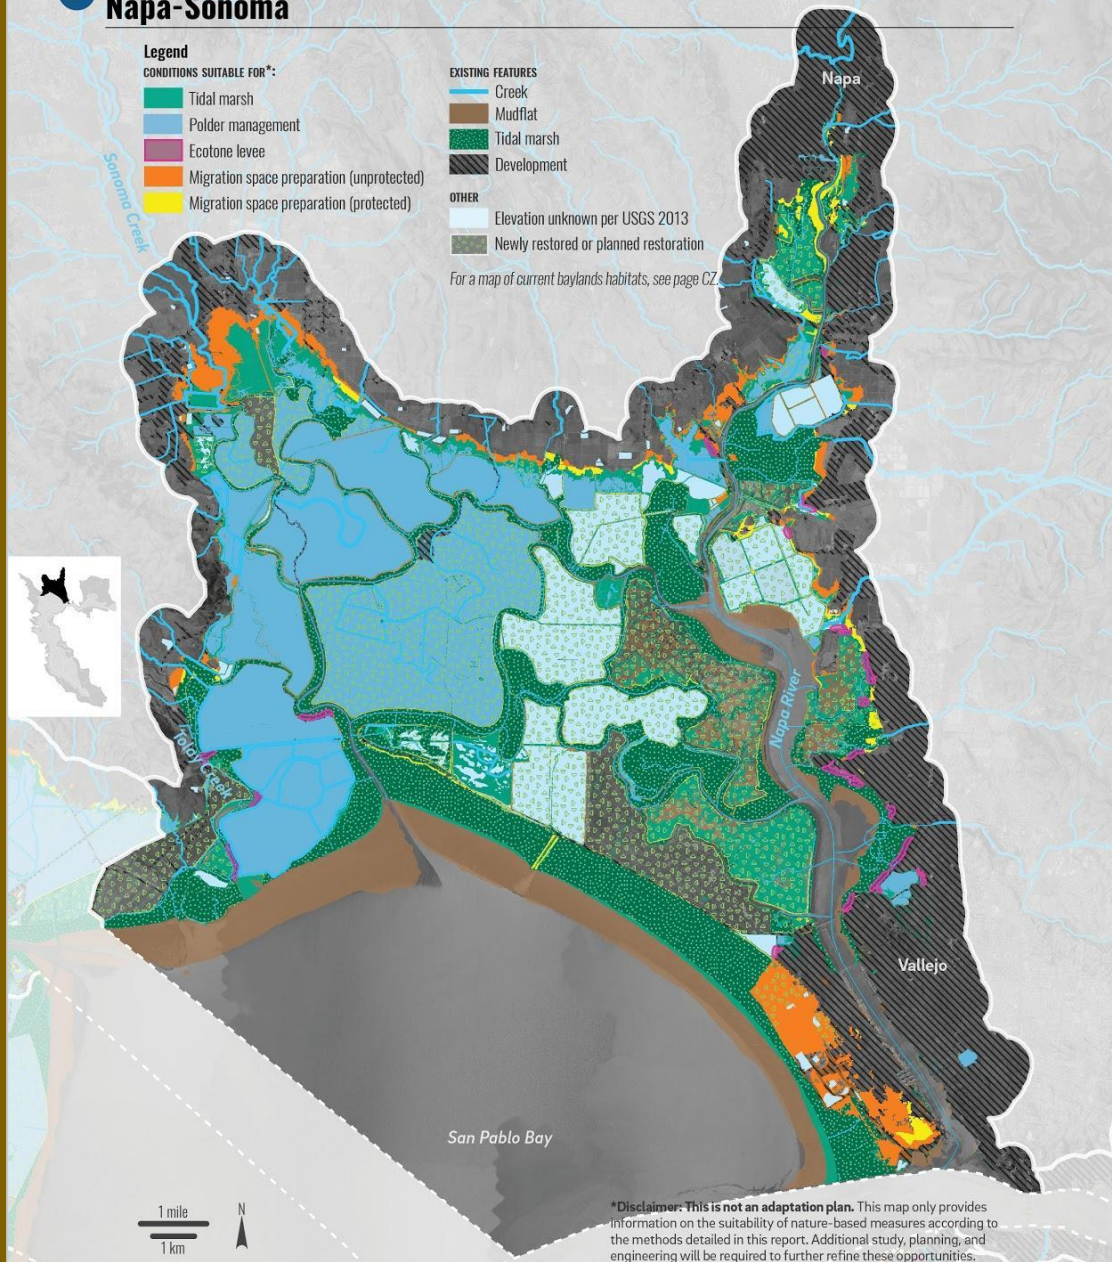 Napa-Sonoma
Legend
CONDITIONS SUITABLE FOR*:
Tidal marsh
Polder management
Ecotone levee
Migration space preparation (unprotected)
Migration space preparation (protected)
EXISTING FEATURES
Creek
Mudflat
Tidal marsh
Development
OTHER
Elevation unknown per USGS 2013
Newly restored or planned restoration
For a map of current baylands habitats, see page CZ.
Napa
Sonoma Creek
Napa River
Tolay Creek
Vallejo
San Pablo Bay
1 mile
1 km
N
*Disclaimer: This is not an adaptation plan. This map only provides
information on the suitability of nature-based measures according to
the methods detailed in this report. Additional study, planning, and
engineering will be required to further refine these opportunities.